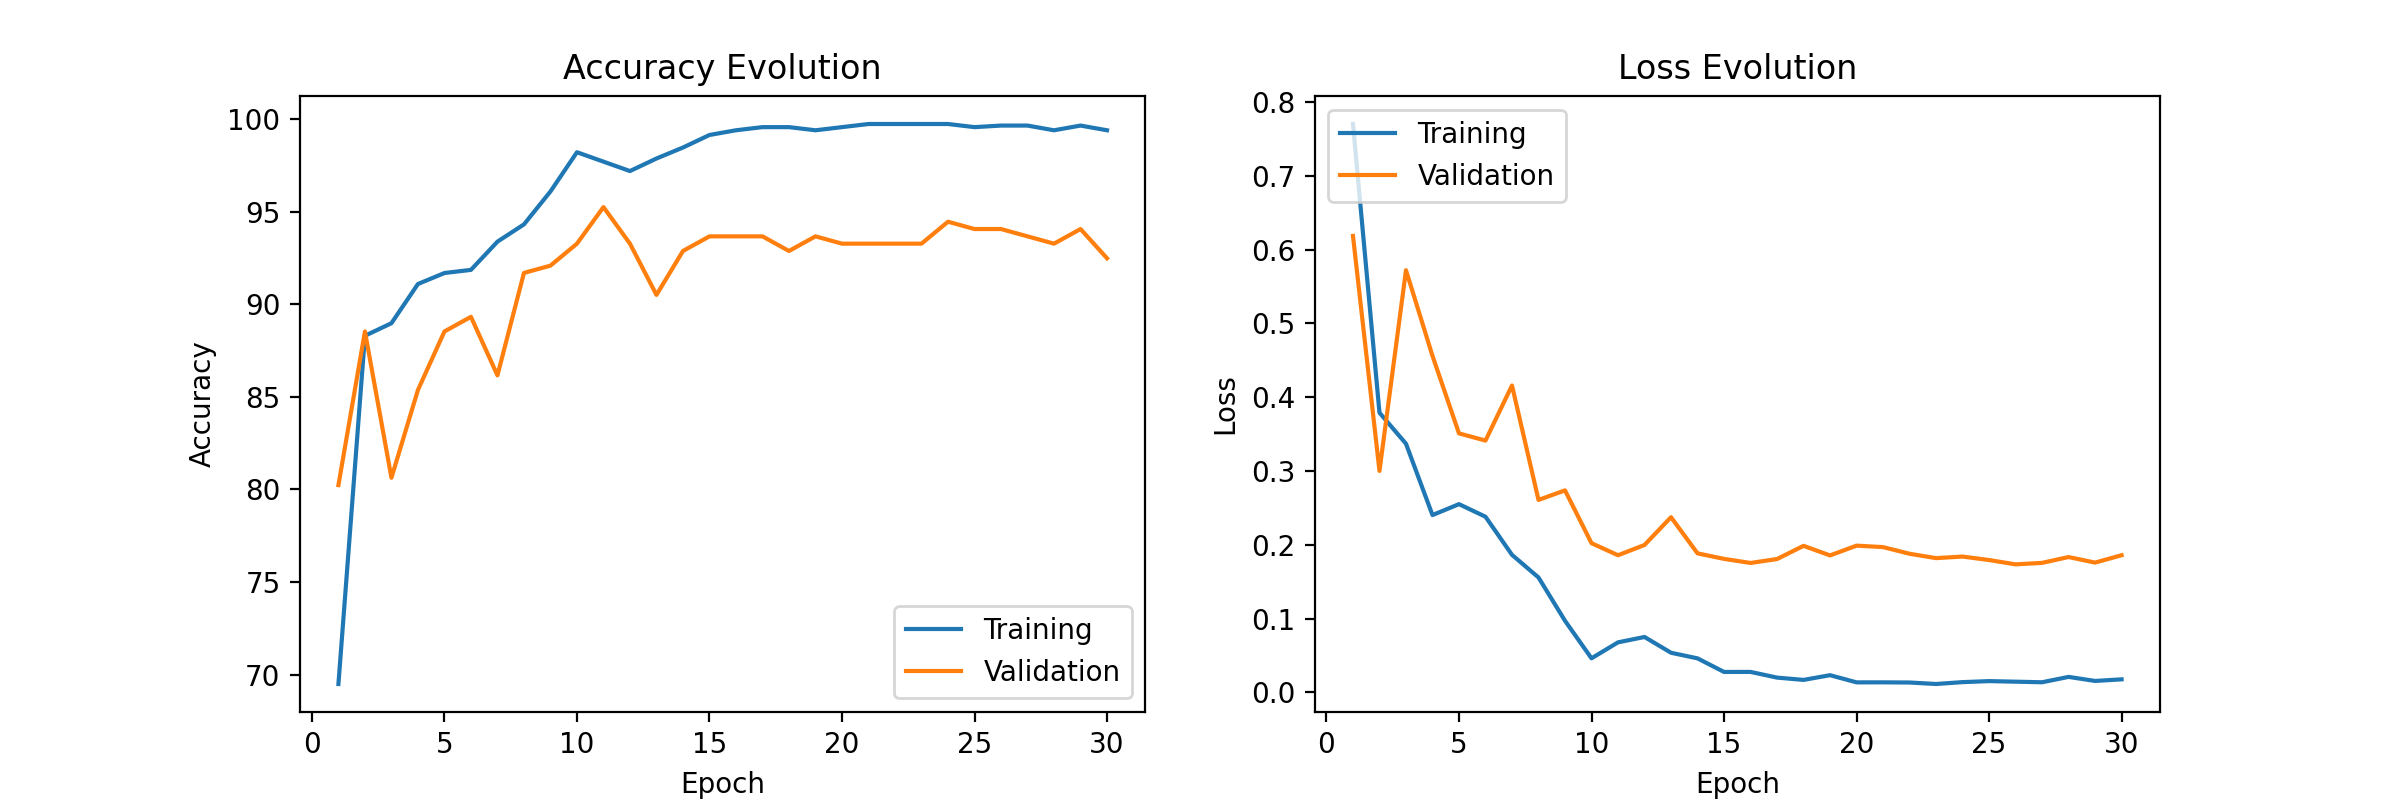 Accuracy Evolution
100
95
90
85
80
75
70
Accuracy
Training
Validation
0 5 10 15 20 25 30
Epoch
Loss Evolution
0.8
0.7
0.6
0.5
0.4
0.3
0.2
0.1
0.0
Loss
Training
Validation
0 5 10 15 20 25 30
Epoch